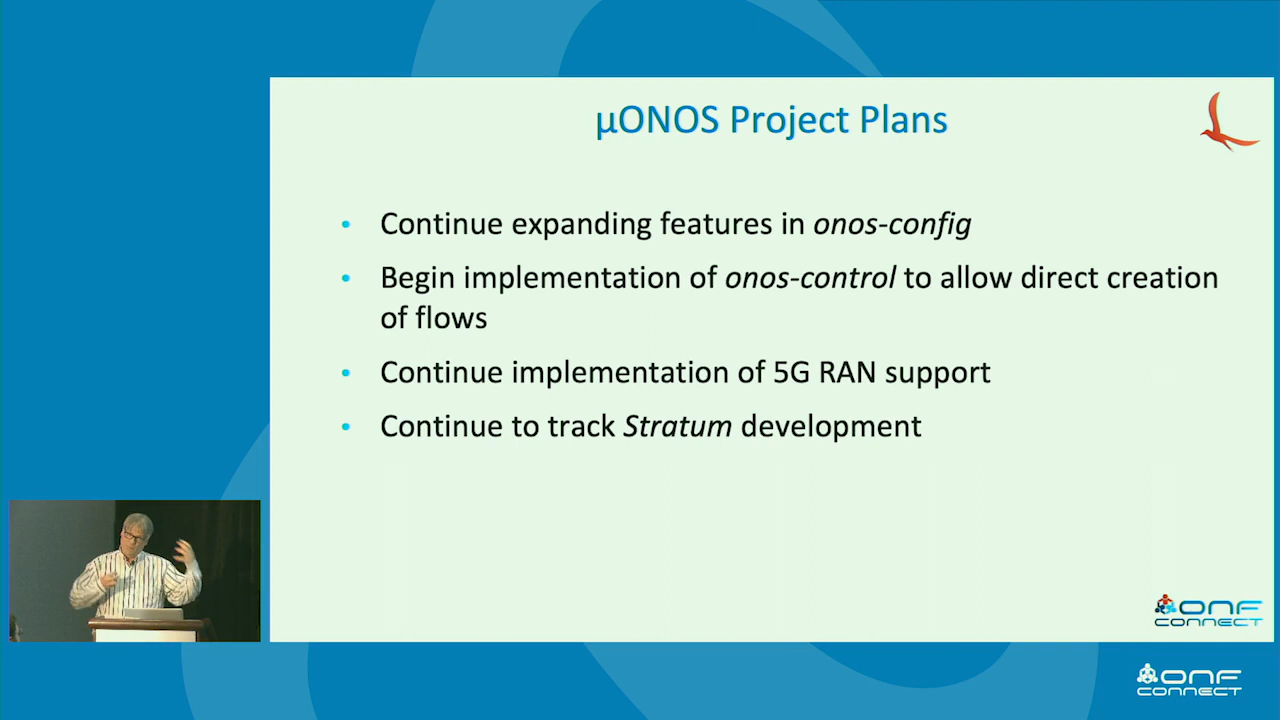 µONOS Project Plans
• Continue expanding features in onos-config
• Begin implementation of onos-control to allow direct creation
of flows
• Continue implementation of 5G RAN support
• Continue to track Stratum development
ONF
CONNECT
ONF
CONNECT